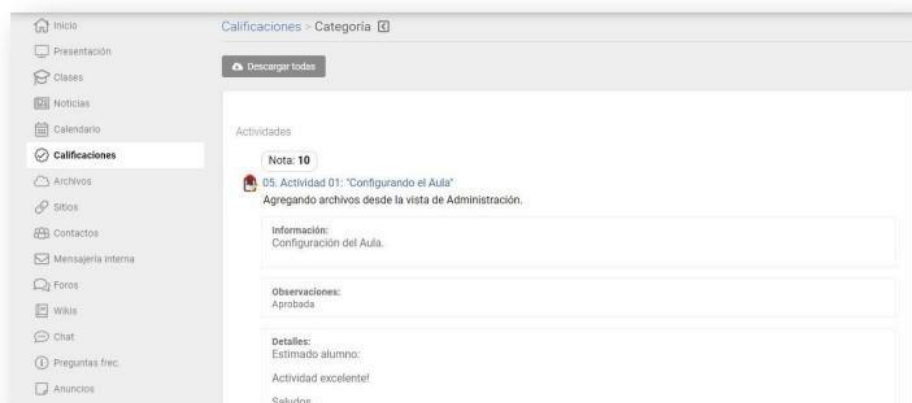 Inicio
Presentación
Clases
Noticias
Calendario
Calificaciones
Archivos
Sitios
Contactos
Mensajería interna
Foros
Wikis
Chat
Preguntas frec.
Anuncios
Calificaciones > Categoría
Descargar todas
Actividades
Nota: 10
05. Actividad 01: "Configurando el Aula"
Agregando archivos desde la vista de Administración.
Información:
Configuración del Aula.
Observaciones:
Aprobada
Detalles:
Estimado alumno:
Actividad excelente!
Saludos